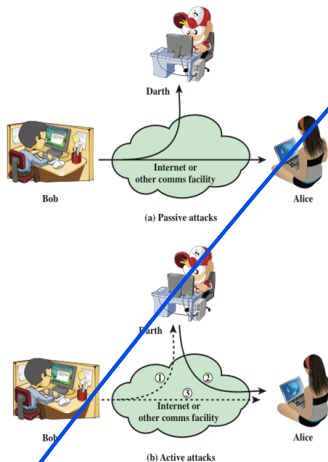 Darth
Internet or
other comms facility
Bob
Alice
(a) Passive attacks
Darth
1
2
3
Internet or
other comms facility
Bob
Alice
(b) Active attacks